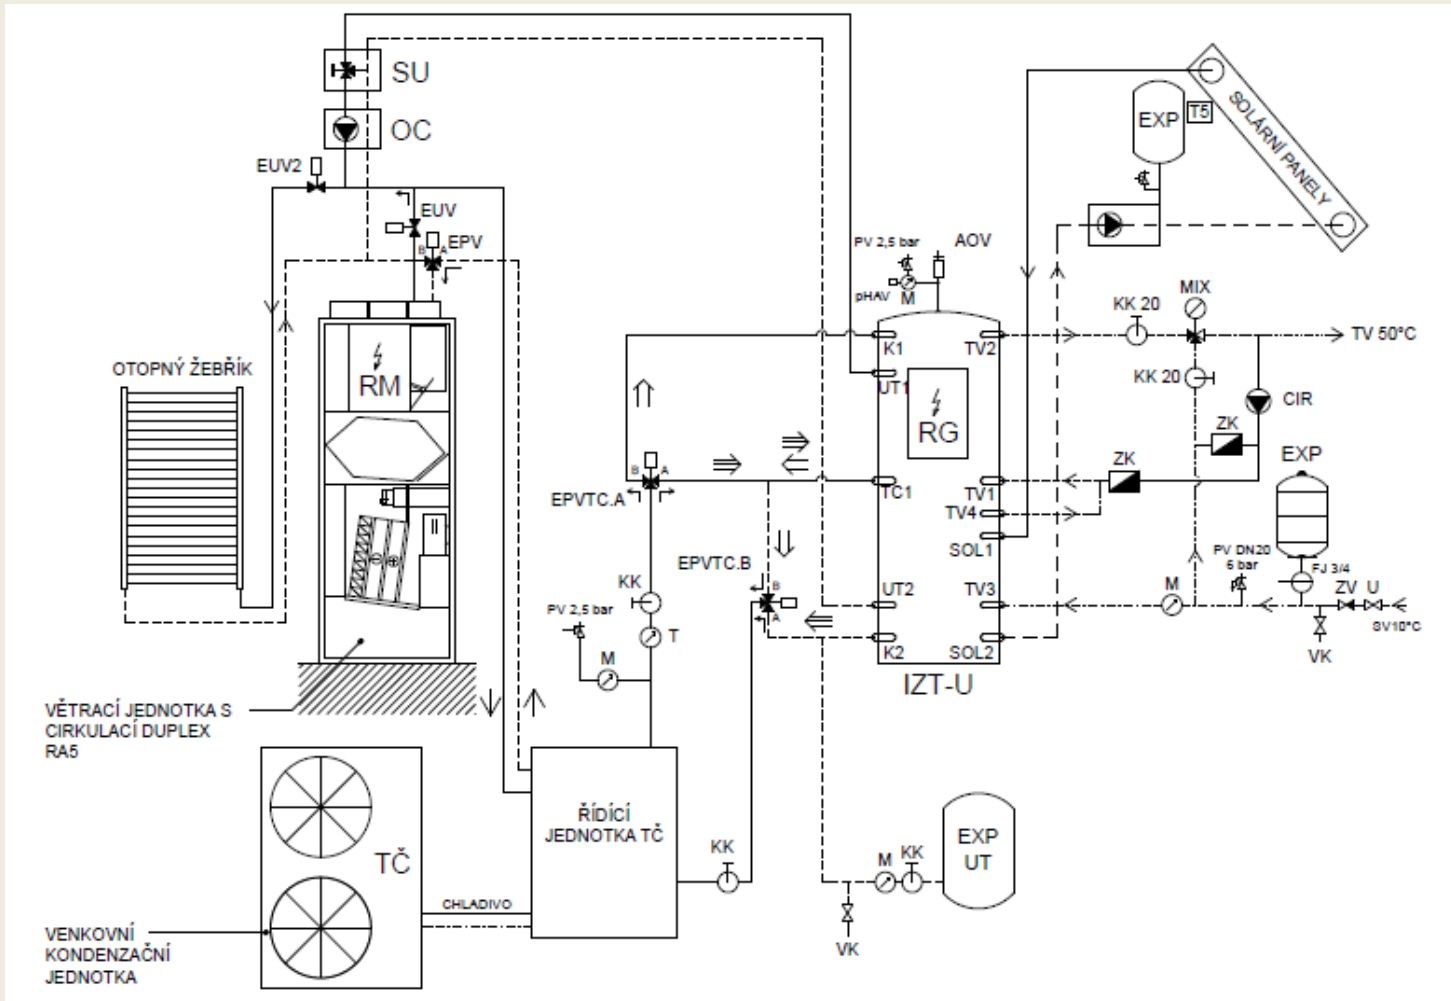 SU
OC
EUV2
EUV
B
A
EPV
EXP
T5
SOLÁRNÍ PANELY
PV 2,5 bar
AOV
pHAV
M
MIX
KK 20
TV 50°C
K1
TV2
KK 20
UT1
RG
CIR
ZK
OTOPNÝ ŽEBŘÍK
RM
B
A
EPVTC.A
TC1
TV1
ZK
EXP
TV4
SOL1
EPVTC.B
B
A
KK
PV 2,5 bar
T
M
UT2
TV3
M
PV DN20
6 bar
FJ 3/4
ZV
U
SV10°C
VK
K2
SOL2
IZT-U
VĚTRACÍ JEDNOTKA S
CIRKULACÍ DUPLEX
RA5
TČ
ŘÍDÍCÍ
JEDNOTKA TČ
KK
M
KK
EXP
UT
CHLADIVO
VK
VENKOVNÍ
KONDENZAČNÍ
JEDNOTKA